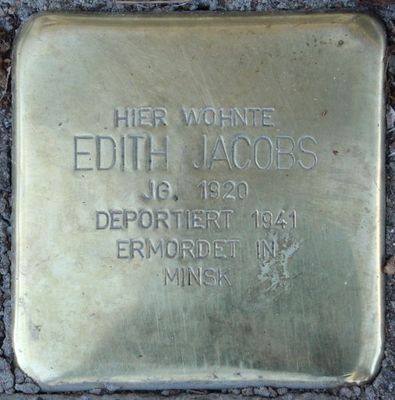 HIER WOHNTE
EDITH JACOBS
JG. 1920
DEPORTIERT 1941
ERMORDET IN
MINSK